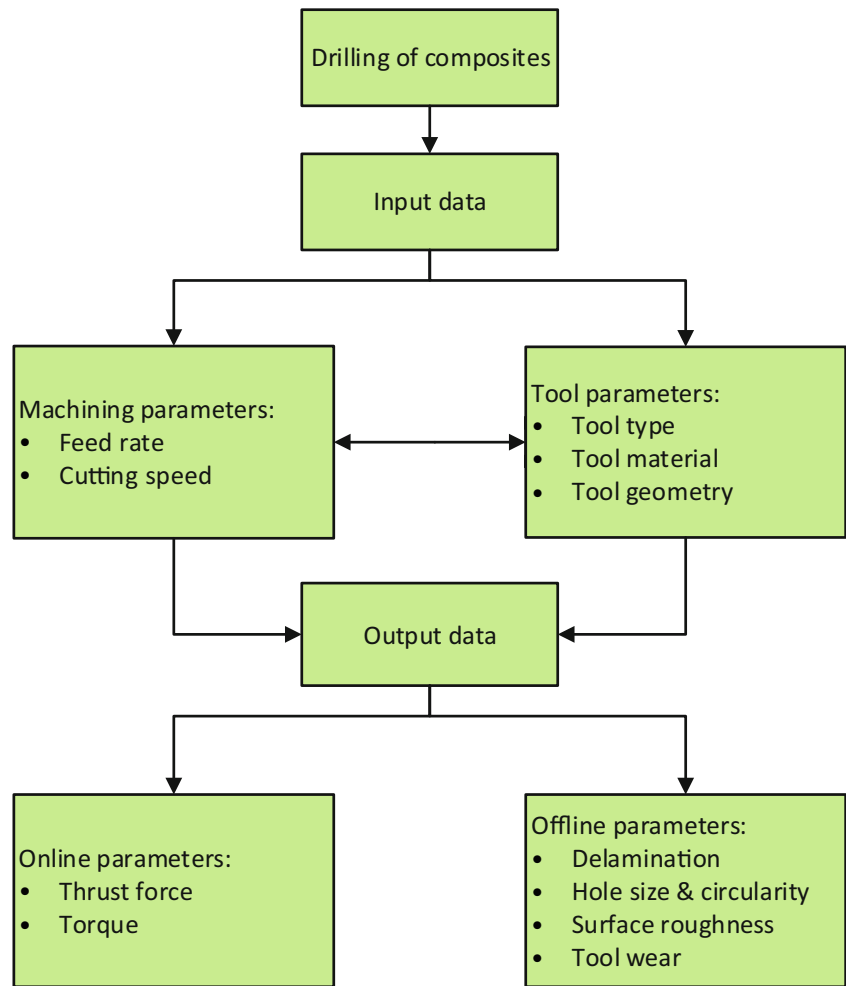 Drilling of composites
Input data
Machining parameters:
• Feed rate
• Cutting speed
Tool parameters:
• Tool type
• Tool material
• Tool geometry
Output data
Online parameters:
• Thrust force
• Torque
Offline parameters:
• Delamination
• Hole size & circularity
• Surface roughness
• Tool wear